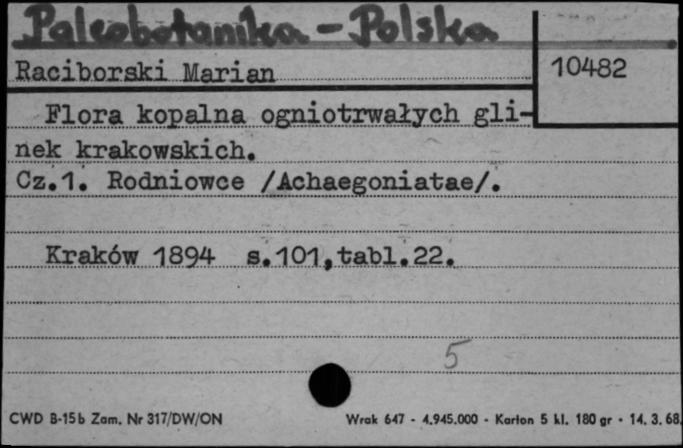 Paleobotanika - Polska
Raciborski Marian
10482
Flora kopalna ogniotrwałych gli-
nek krakowskich.
Cz.1. Rodniowce /Achaegoniatae/.
Kraków 1894 s.101,tabl.22.
5
CWD B-15b Zam. Nr 317/DW/ON
Wrak 647 - 4.945.000 - Karton 5 kl. 180 gr - 14. 3. 68.